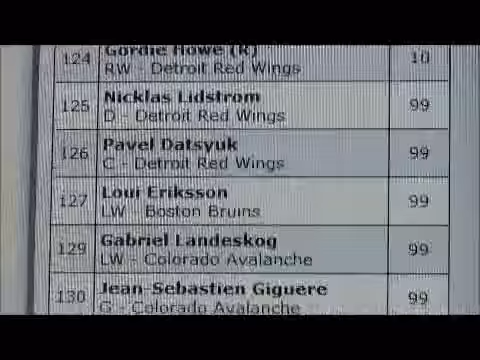 124 Gordie Howe (R) 10
RW - Detroit Red Wings
125 Nicklas Lidstrom 99
D - Detroit Red Wings
126 Pavel Datsyuk 99
C - Detroit Red Wings
127 Loui Eriksson 99
LW - Boston Bruins
129 Gabriel Landeskog 99
LW - Colorado Avalanche
130 Jean-Sebastien Giguere 99
G - Colorado Avalanche